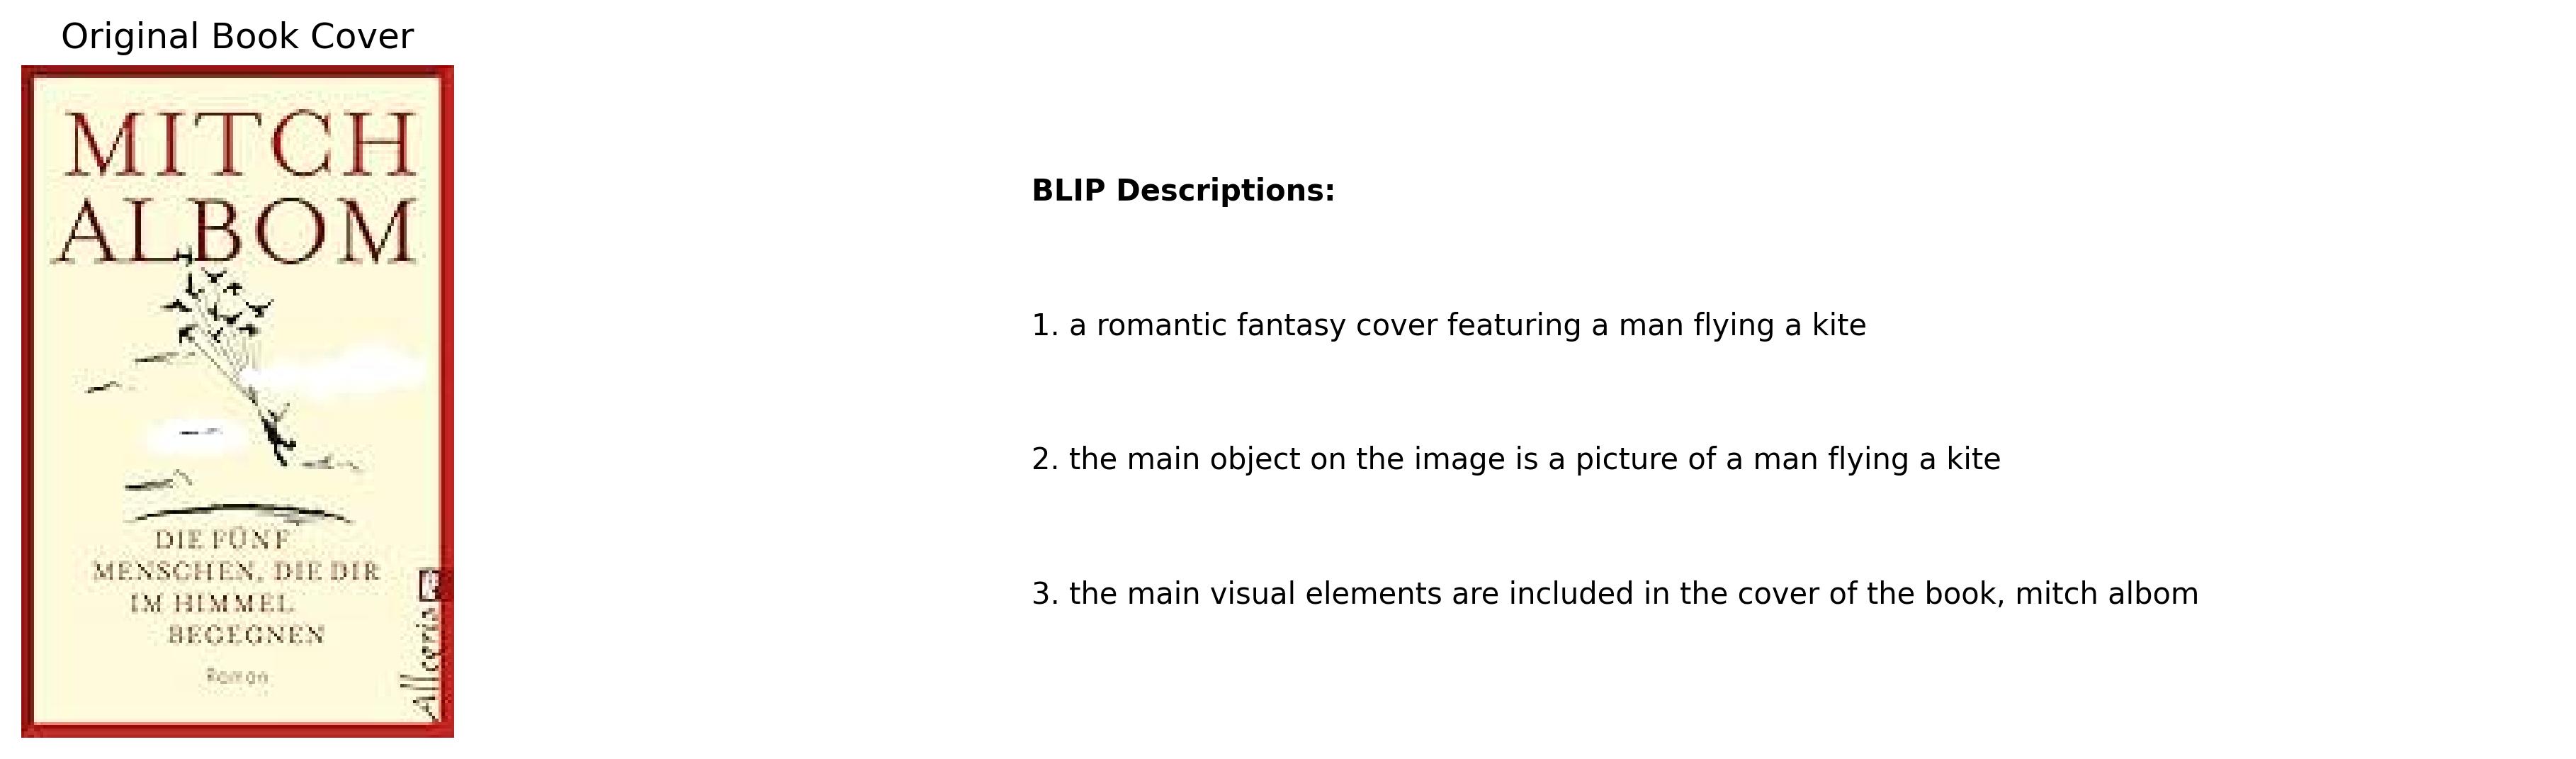 Original Book Cover
MITCH
ALBOM
DIE FÜNF
MENSCHEN, DIE DIR
IM HIMMEL
BEGEGNEN
Roman
Allegria
BLIP Descriptions:
1. a romantic fantasy cover featuring a man flying a kite
2. the main object on the image is a picture of a man flying a kite
3. the main visual elements are included in the cover of the book, mitch albom